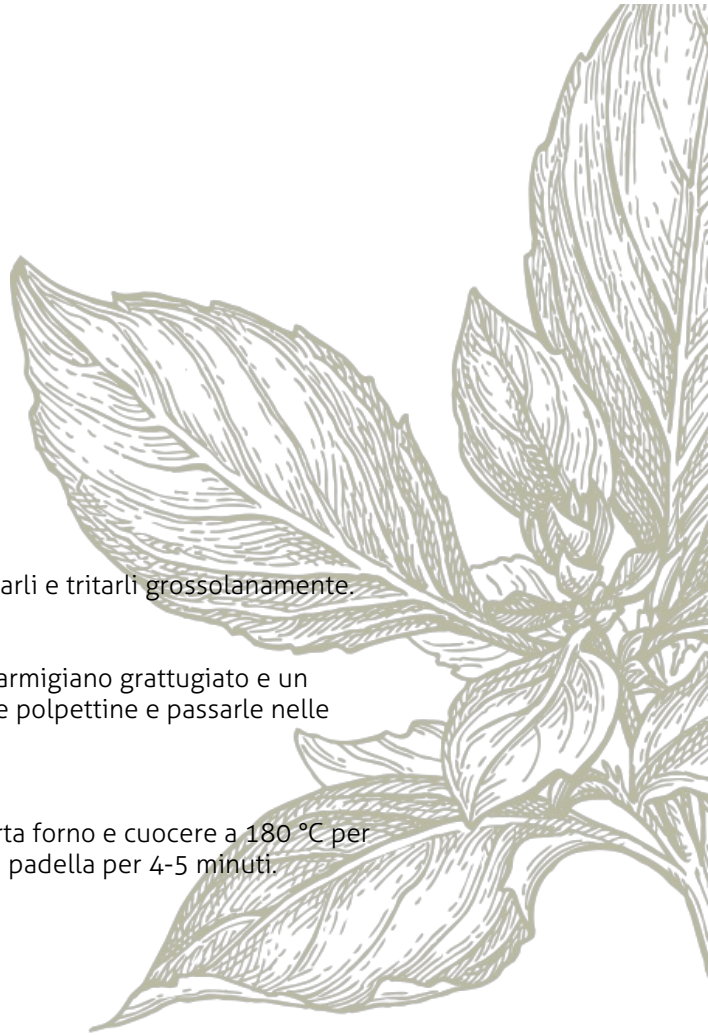 arli e tritarli grossolanamente.
armigiano grattugiato e un
e polpettine e passarle nelle
rta forno e cuocere a 180 °C per
padella per 4-5 minuti.